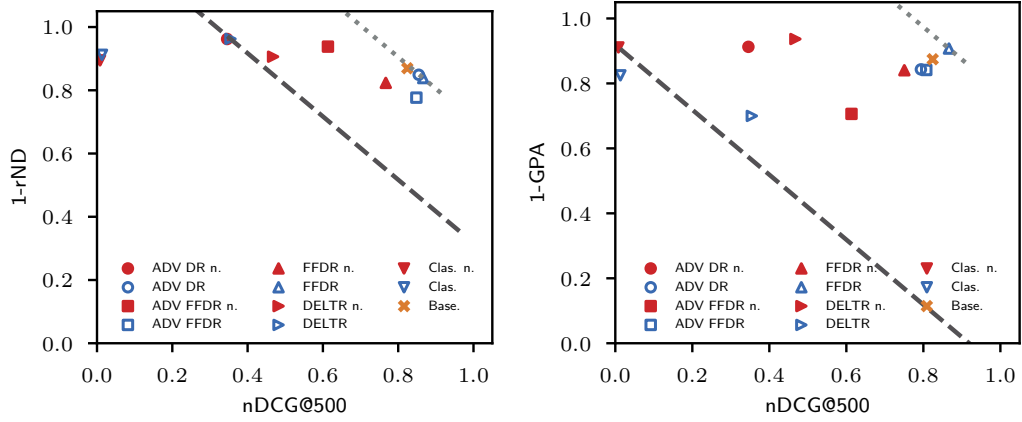 1-rND
1.0
0.8
0.6
0.4
0.2
0.0
ADV DR n.
ADV DR
ADV FFDR n.
ADV FFDR
FFDR n.
FFDR
DELTR n.
DELTR
Clas. n.
Clas.
Base.
0.0 0.2 0.4 0.6 0.8 1.0
nDCG@500
1-GPA
1.0
0.8
0.6
0.4
0.2
0.0
ADV DR n.
ADV DR
ADV FFDR n.
ADV FFDR
FFDR n.
FFDR
DELTR n.
DELTR
Clas. n.
Clas.
Base.
0.0 0.2 0.4 0.6 0.8 1.0
nDCG@500